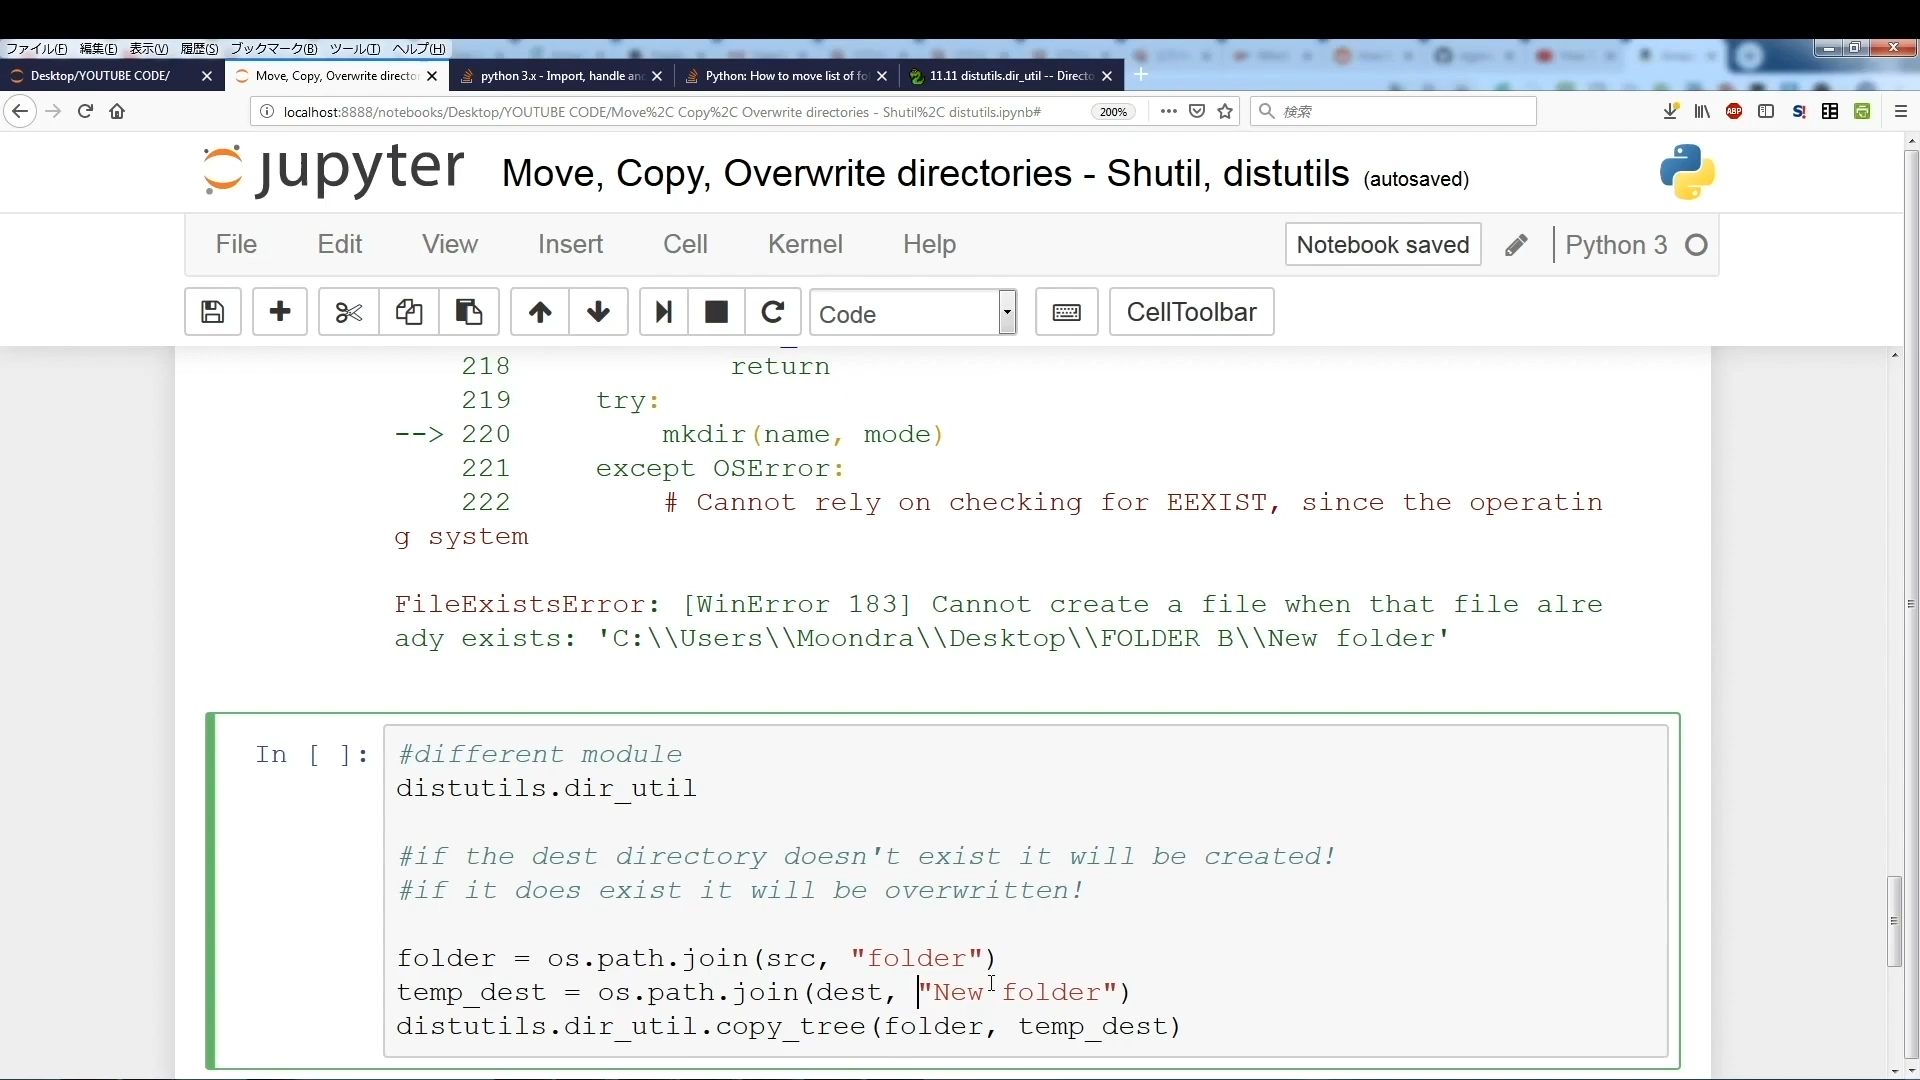 ファイル(F) 編集(E) 表示(V) 履歴(S) ブックマーク(B) ツール(T) ヘルプ(H)
Desktop/YOUTUBE CODE/ Move, Copy, Overwrite director python 3.x - Import, handle an Python: How to move list of fo 11.11 distutils.dir_util -- Directo
localhost:8888/notebooks/Desktop/YOUTUBE CODE/Move%2C Copy%2C Overwrite directories - Shutil%2C distutils.ipynb# 200% 検索 ABP S!
jupyter Move, Copy, Overwrite directories - Shutil, distutils (autosaved)
File Edit View Insert Cell Kernel Help Notebook saved Python 3
Code CellToolbar
218 return
219 try:
--> 220 mkdir(name, mode)
221 except OSError:
222 # Cannot rely on checking for EEXIST, since the operatin
g system
FileExistsError: [WinError 183] Cannot create a file when that file alre
ady exists: 'C:\\Users\\Moondra\\Desktop\\FOLDER B\\New folder'
In [ ]: #different module
distutils.dir_util
#if the dest directory doesn't exist it will be created!
#if it does exist it will be overwritten!
folder = os.path.join(src, "folder")
temp_dest = os.path.join(dest, "New folder")
distutils.dir_util.copy_tree(folder, temp_dest)